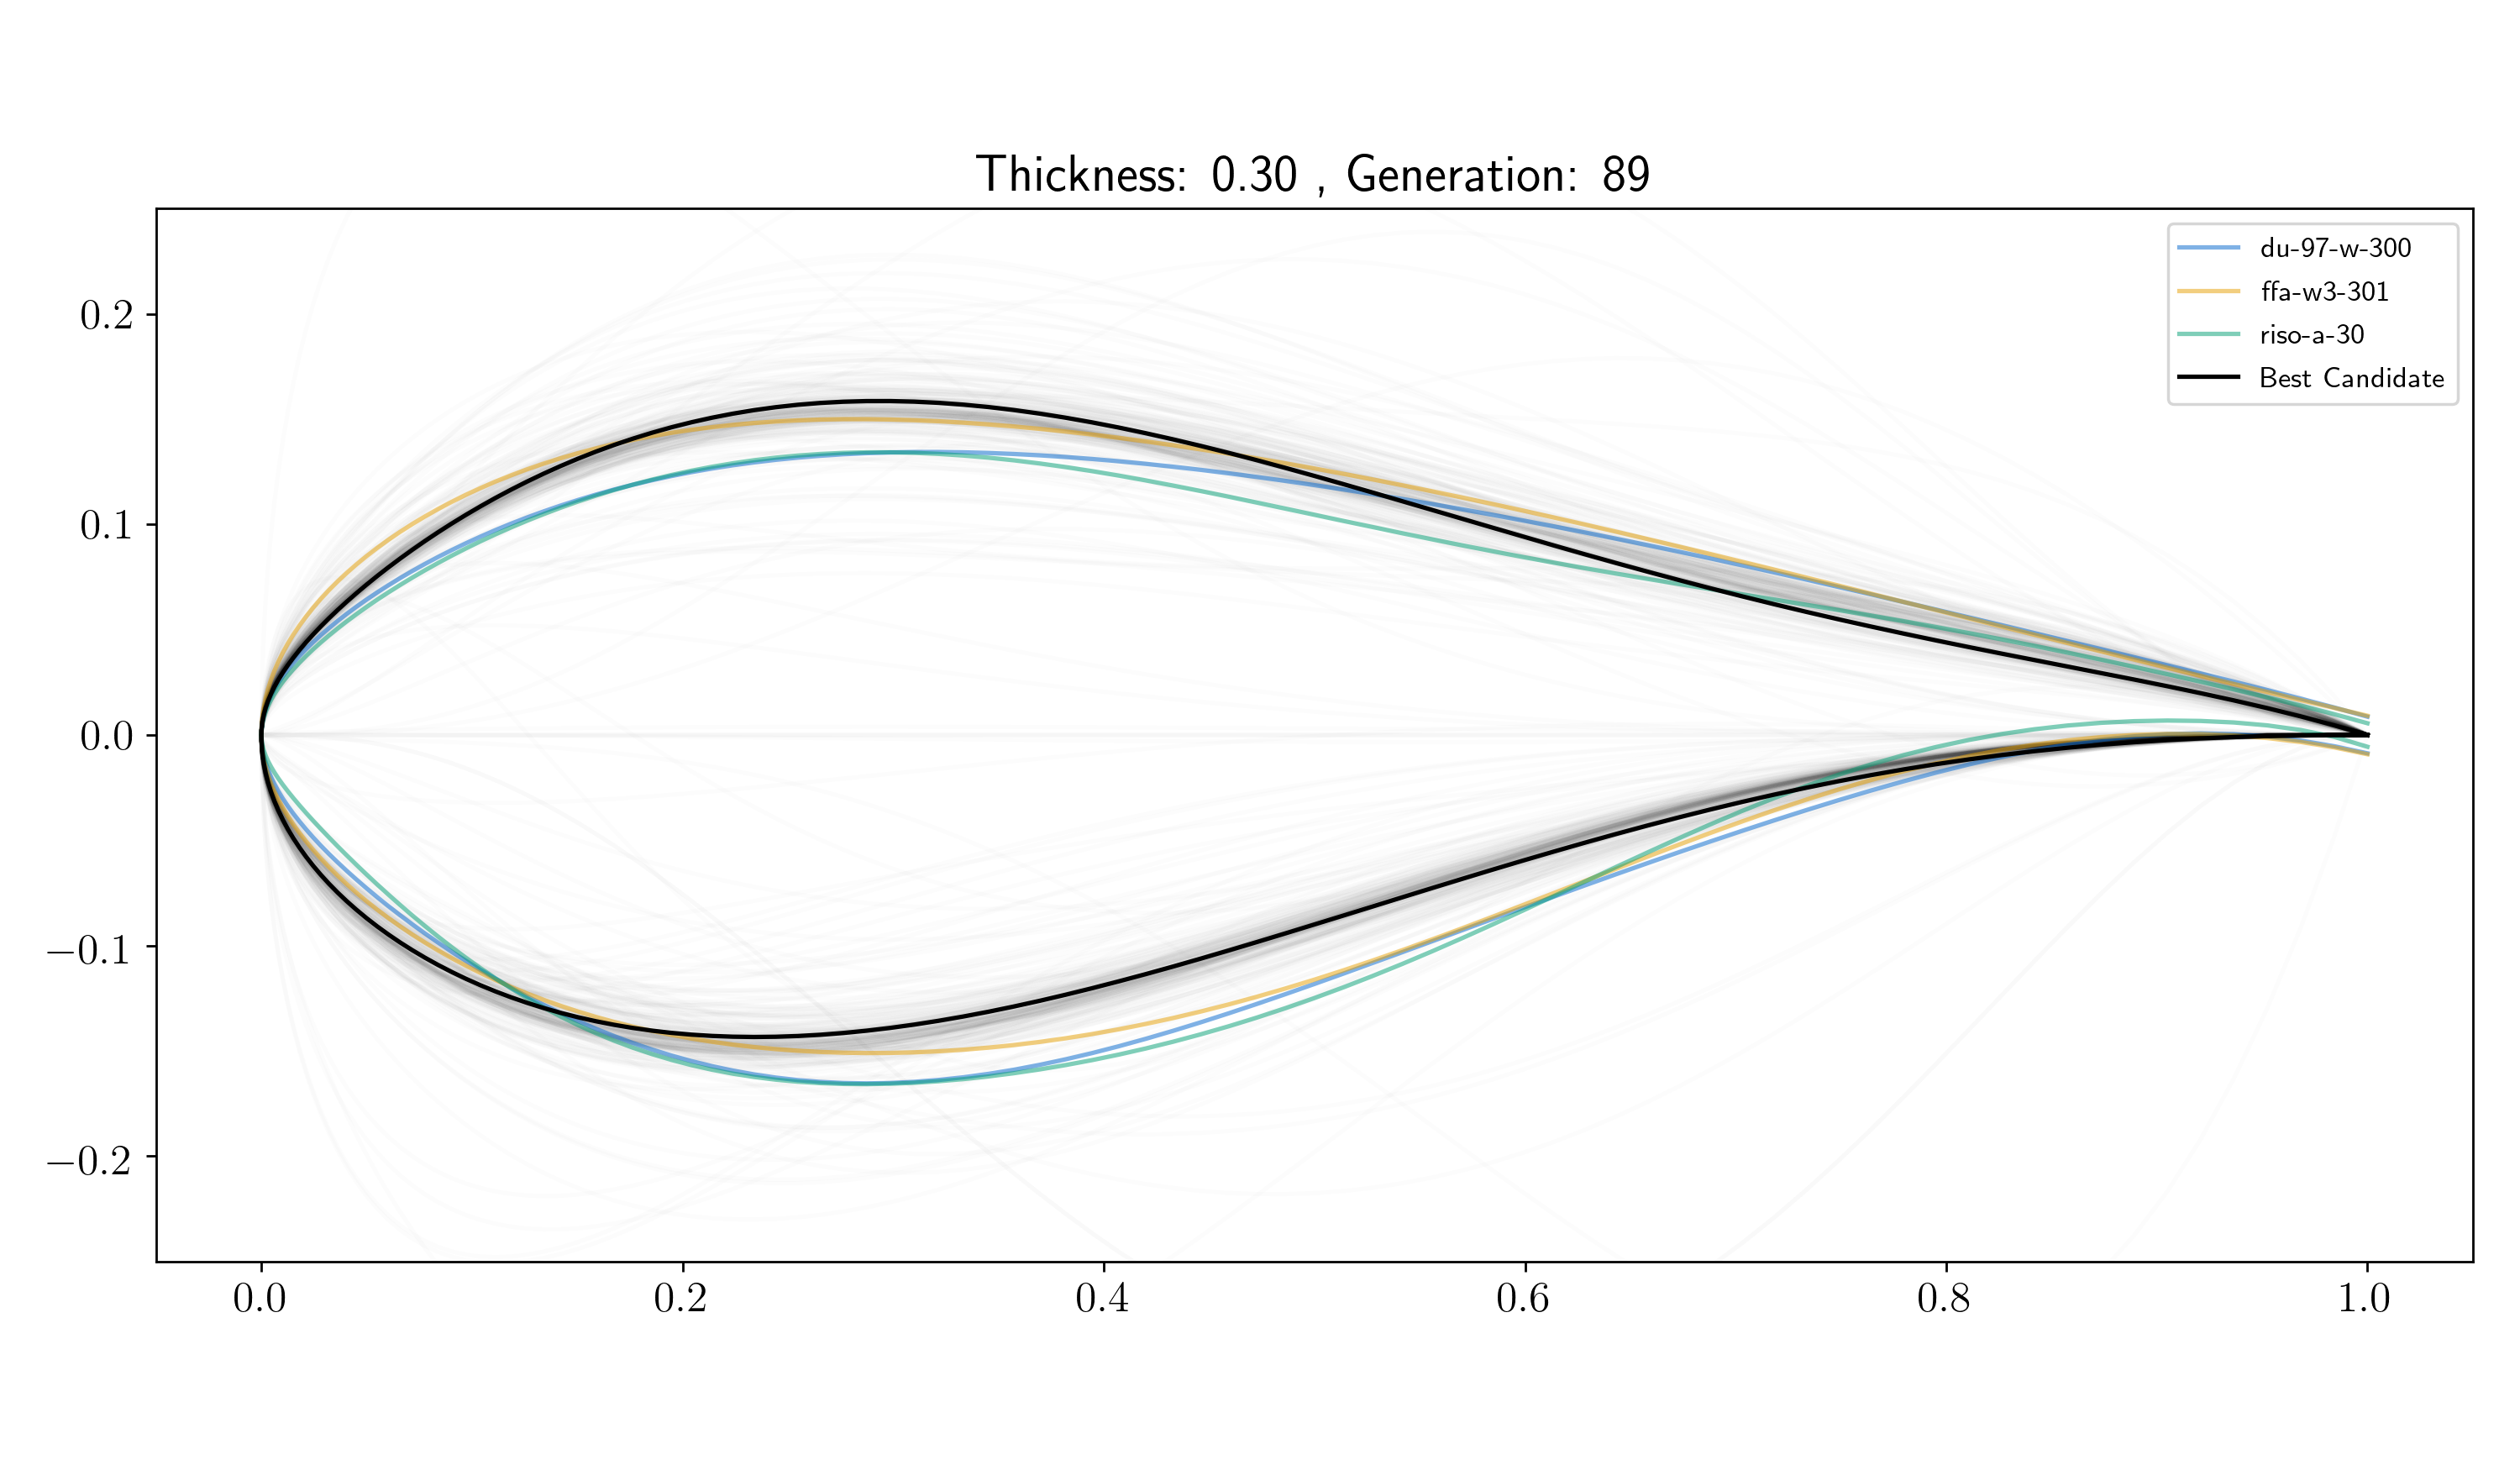 Thickness: 0.30 , Generation: 89
du-97-w-300
ffa-w3-301
riso-a-30
Best Candidate
0.2
0.1
0.0
−0.1
−0.2
0.0 0.2 0.4 0.6 0.8 1.0